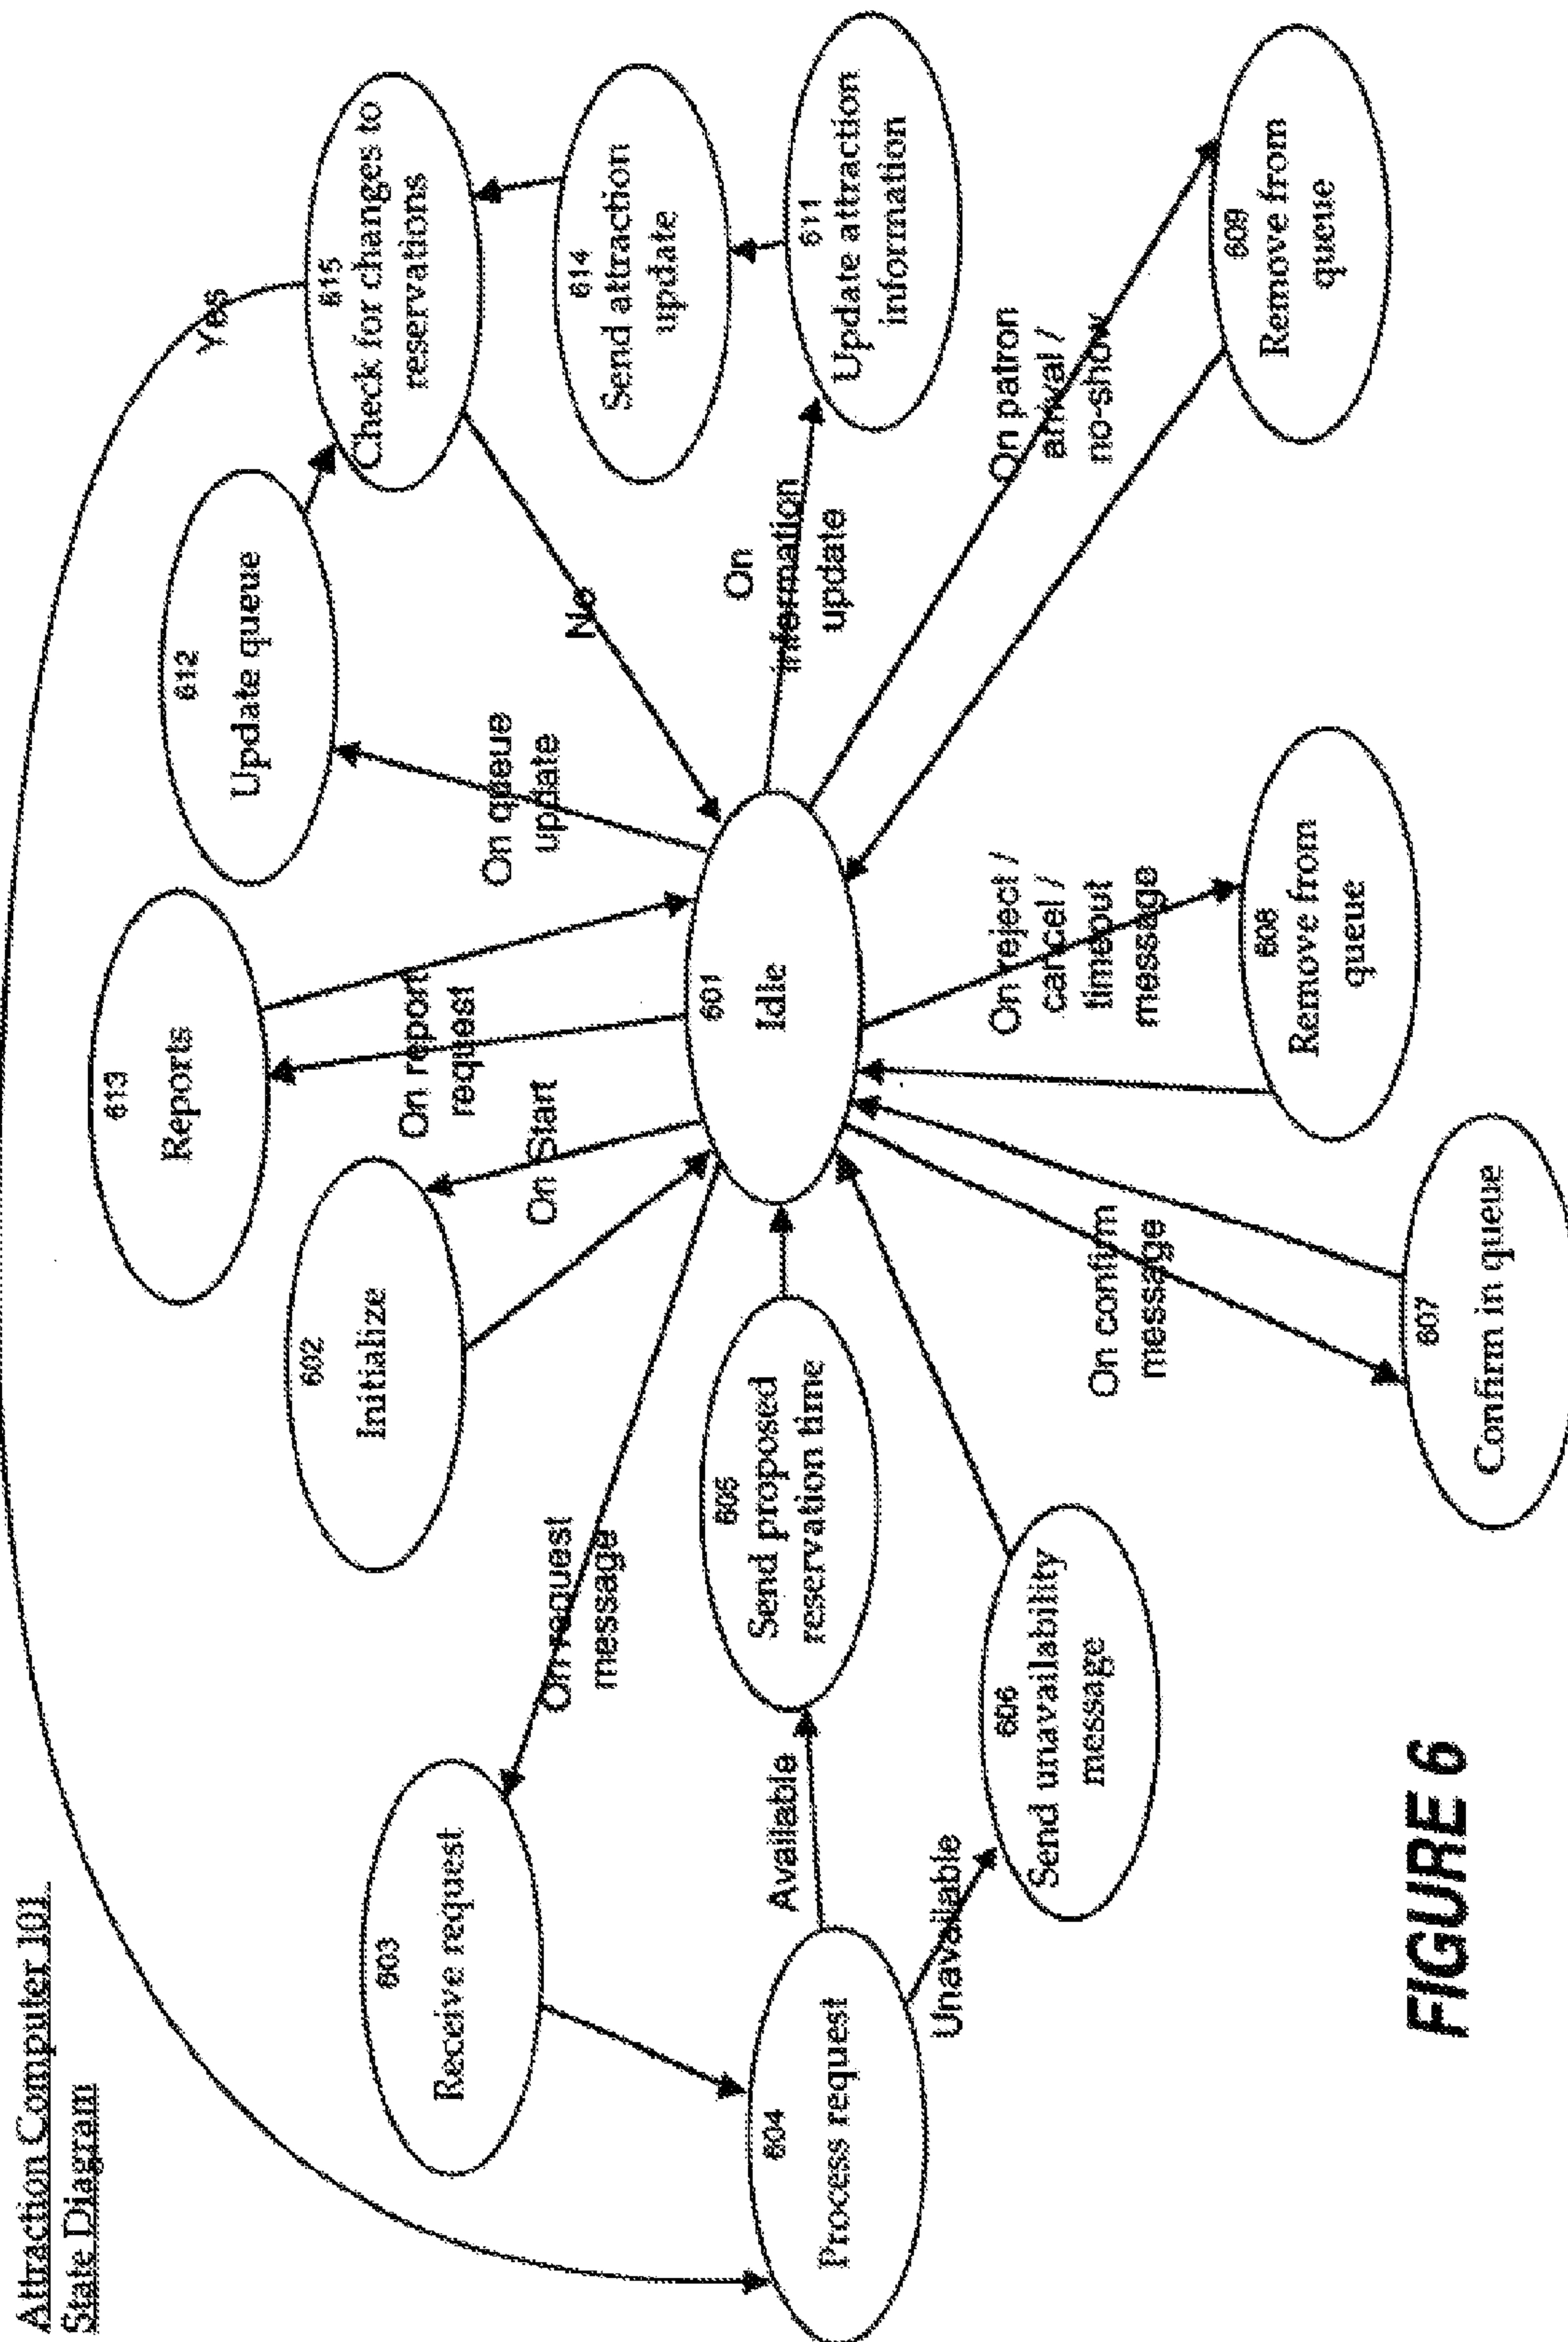 Attraction Computer 101
State Diagram
613
Reports
612
Update queue
Yes
615
Check for changes to
reservations
602
Initialize
On report
request
On Start
On queue
update
No
614
Send attraction
update
603
Receive request
On request
message
605
Send proposed
reservation time
601
Idle
On
information
update
611
Update attraction
information
604
Process request
Available
Unavailable
606
Send unavailability
message
On confirm
message
On reject /
cancel /
timeout
message
On patron
arrival /
no-show
607
Confirm in queue
608
Remove from
queue
609
Remove from
queue
FIGURE 6